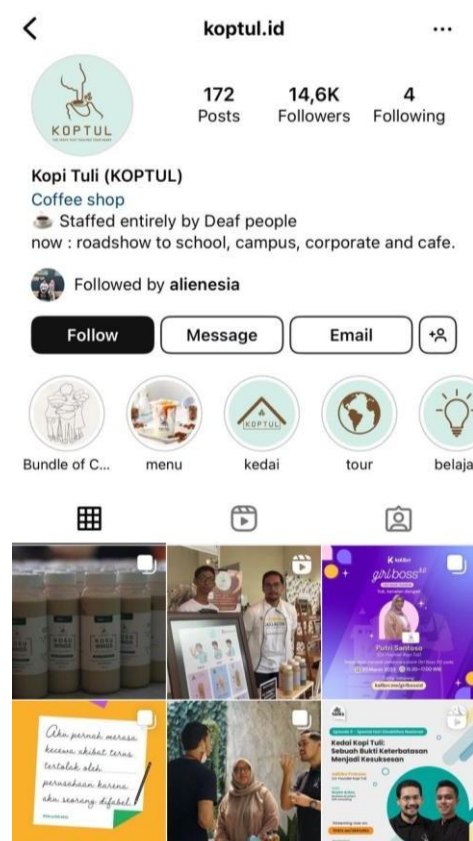 koptul.id
172
14,6K
4
Posts
Followers
Following
KOPTUL
Kopi Tuli (KOPTUL)
Coffee shop
☕ Staffed entirely by Deaf people
now : roadshow to school, campus, corporate and cafe.
Followed by alienesia
Follow
Message
Email
Bundle of C...
menu
KOPTUL
kedai
tour
belaja
KOSU
KOSU
girlboss
Putri Santoso
Aku pernah merasa
kecewa akibat terus
tertolak oleh
perusahaan karena
aku seorang difabel
Kedai Kopi Tuli:
Sebuah Bukti Keterbatasan
Menjadi Kesuksesan